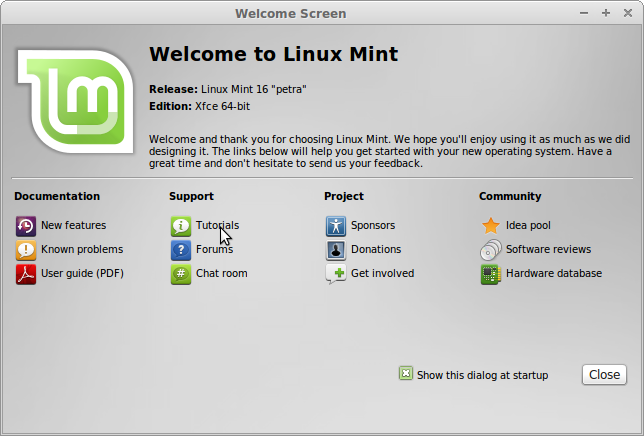 Welcome Screen
Welcome to Linux Mint
Release: Linux Mint 16 "petra"
Edition: Xfce 64-bit
Welcome and thank you for choosing Linux Mint. We hope you'll enjoy using it as much as we did
designing it. The links below will help you get started with your new operating system. Have a
great time and don't hesitate to send us your feedback.
Documentation
New features
Known problems
User guide (PDF)
Support
Tutorials
Forums
Chat room
Project
Sponsors
Donations
Get involved
Community
Idea pool
Software reviews
Hardware database
Show this dialog at startup
Close